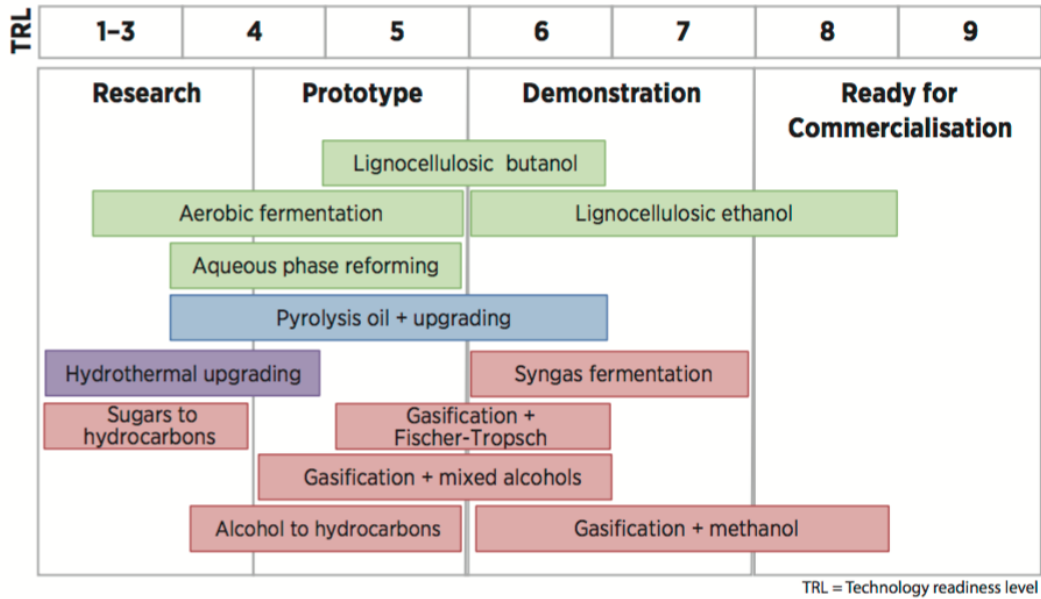 TRL
1–3 4 5 6 7 8 9
Research Prototype Demonstration Ready for
Commercialisation
Lignocellulosic butanol
Aerobic fermentation Lignocellulosic ethanol
Aqueous phase reforming
Pyrolysis oil + upgrading
Hydrothermal upgrading Syngas fermentation
Sugars to
hydrocarbons
Gasification +
Fischer-Tropsch
Gasification + mixed alcohols
Alcohol to hydrocarbons Gasification + methanol
TRL = Technology readiness level